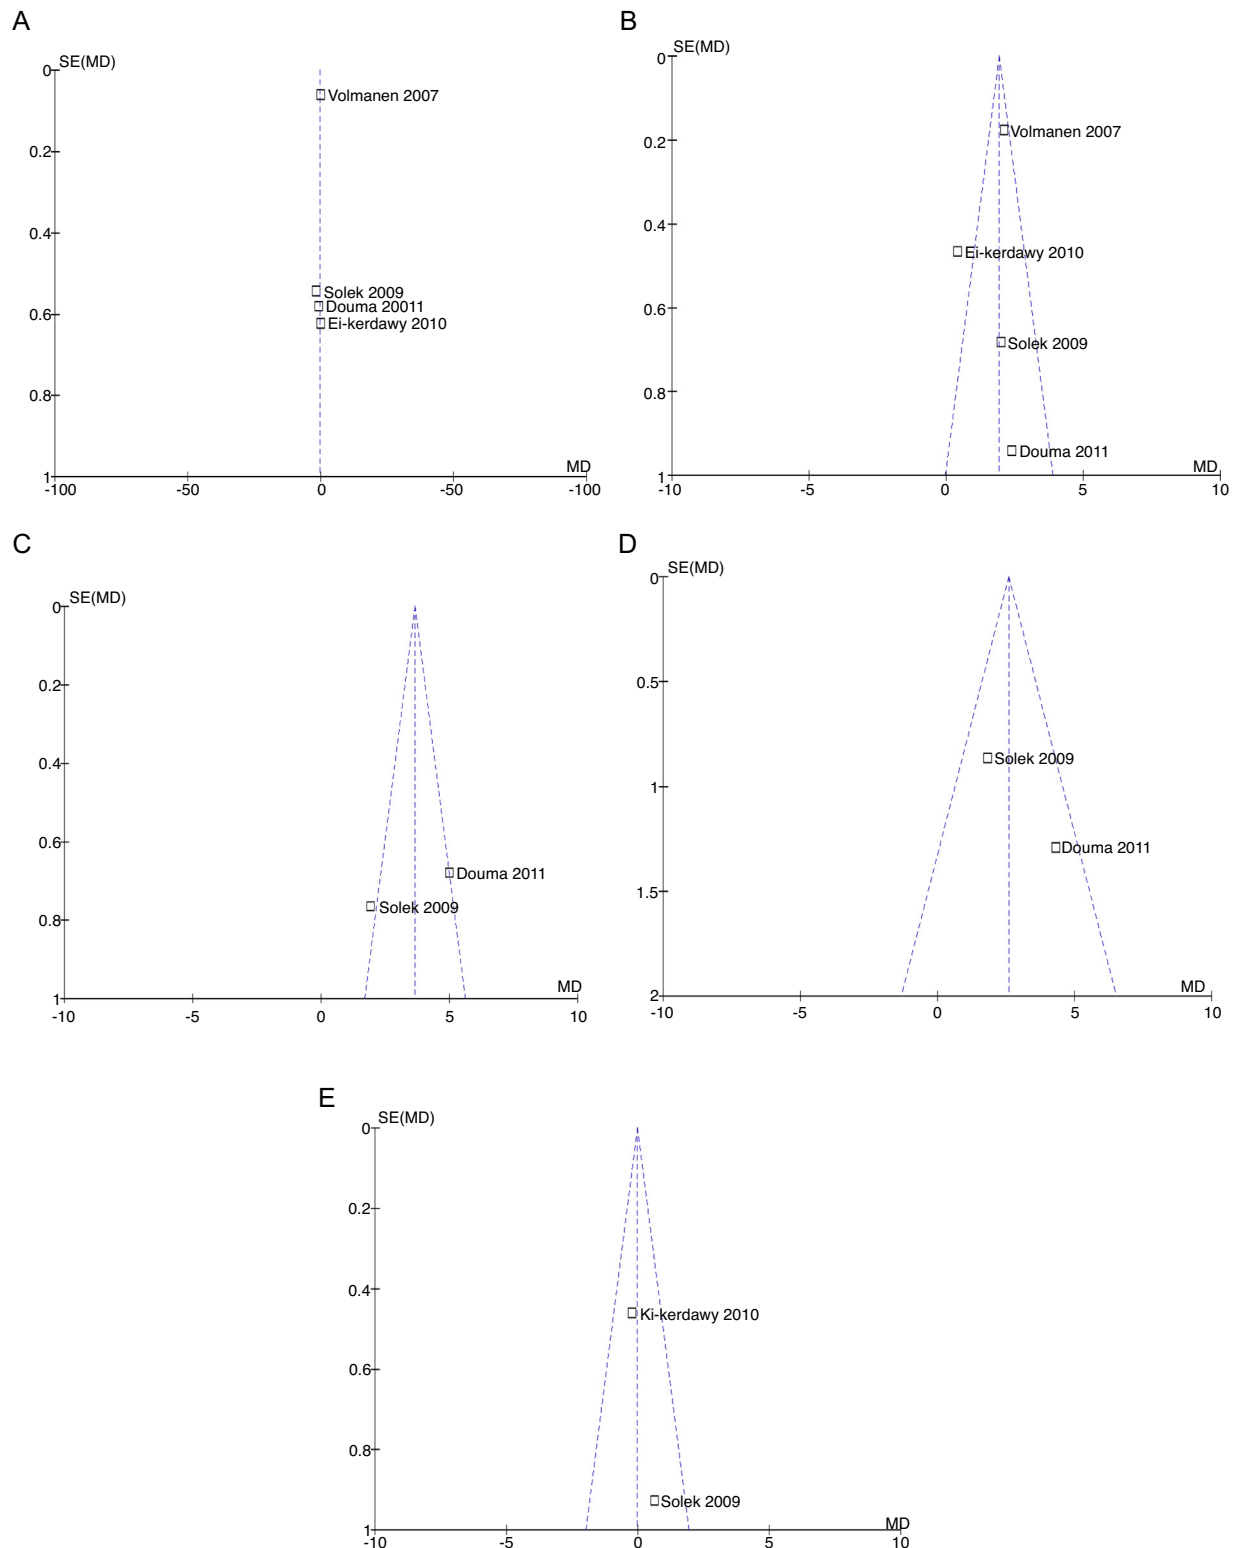 A
SE(MD)
0
Volmanen 2007
0.2
0.4
Solek 2009
Douma 20011
0.6
Ei-kerdawy 2010
0.8
MD
1
-100 -50 0 -50 -100
B
SE(MD)
0
Volmanen 2007
0.2
0.4
Ei-kerdawy 2010
0.6
Solek 2009
0.8
Douma 2011
MD
1
-10 -5 0 5 10
C
SE(MD)
0
0.2
0.4
0.6
Douma 2011
Solek 2009
0.8
MD
1
-10 -5 0 5 10
D
SE(MD)
0
0.5
Solek 2009
1
Douma 2011
1.5
MD
2
-10 -5 0 5 10
E
SE(MD)
0
0.2
0.4
Ki-kerdawy 2010
0.6
0.8
Solek 2009
MD
1
-10 -5 0 5 10